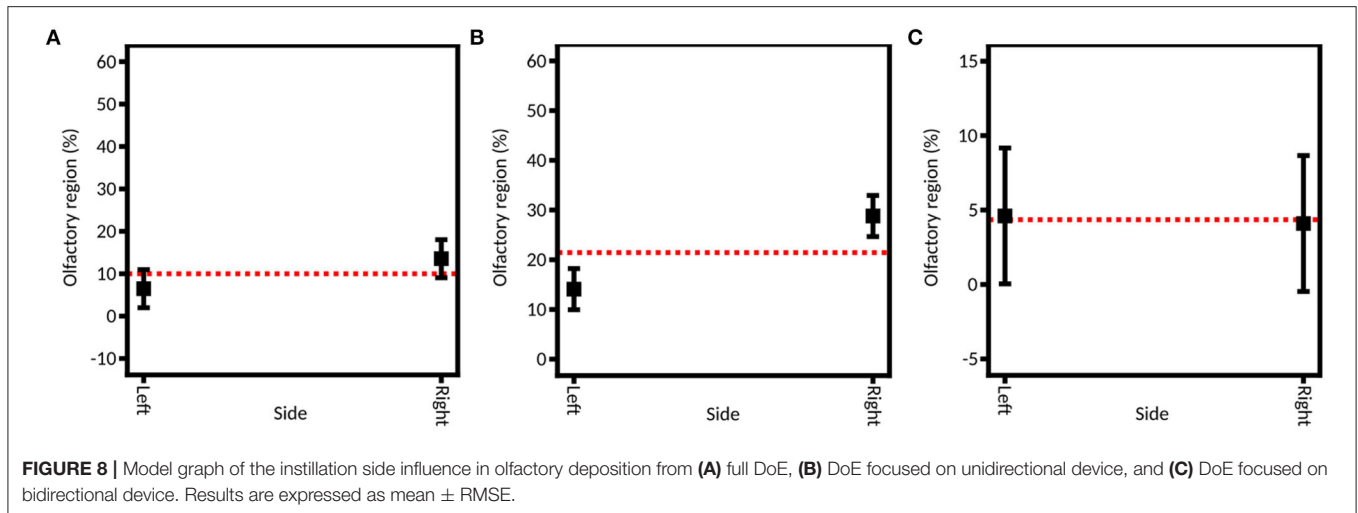 A
B
C
Olfactory region (%)
60
50
40
30
20
10
0
-10
Left
Side
Right
Olfactory region (%)
60
50
40
30
20
10
0
Left
Side
Right
Olfactory region (%)
15
10
5
0
-5
Left
Side
Right
FIGURE 8 | Model graph of the instillation side influence in olfactory deposition from (A) full DoE, (B) DoE focused on unidirectional device, and (C) DoE focused on
bidirectional device. Results are expressed as mean ± RMSE.